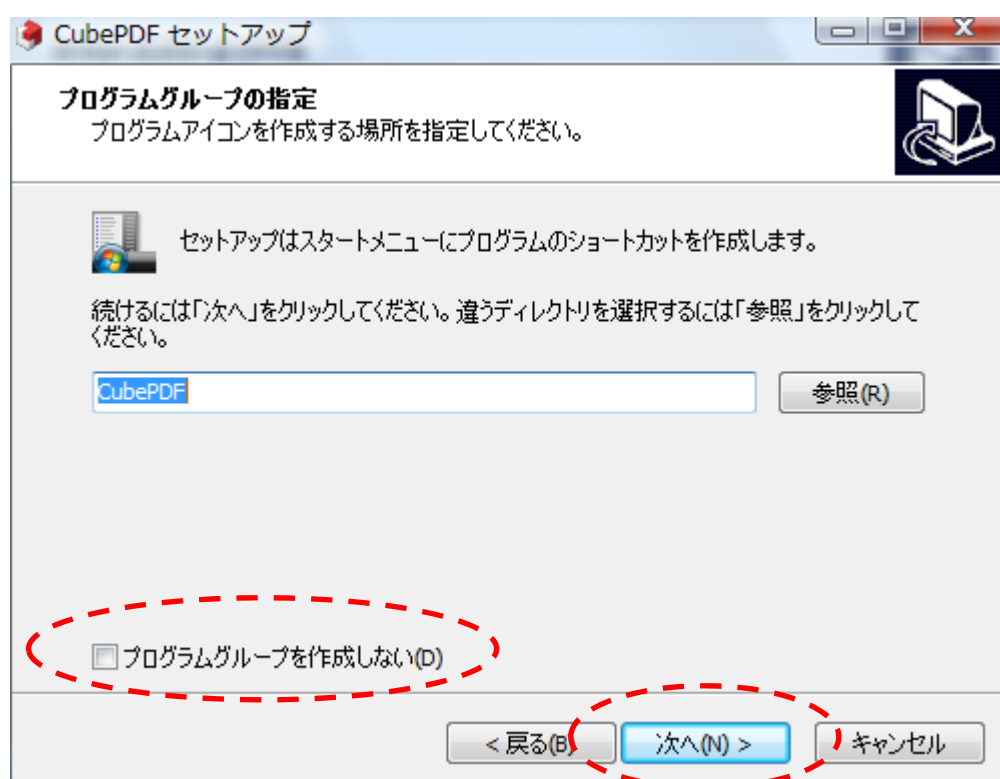 CubePDF セットアップ
プログラムグループの指定
プログラムアイコンを作成する場所を指定してください。
セットアップはスタートメニューにプログラムのショートカットを作成します。
続けるには「次へ」をクリックしてください。違うディレクトリを選択するには「参照」をクリックして
ください。
CubePDF
参照(R)
プログラムグループを作成しない(D)
< 戻る(B)
次へ(N) >
キャンセル